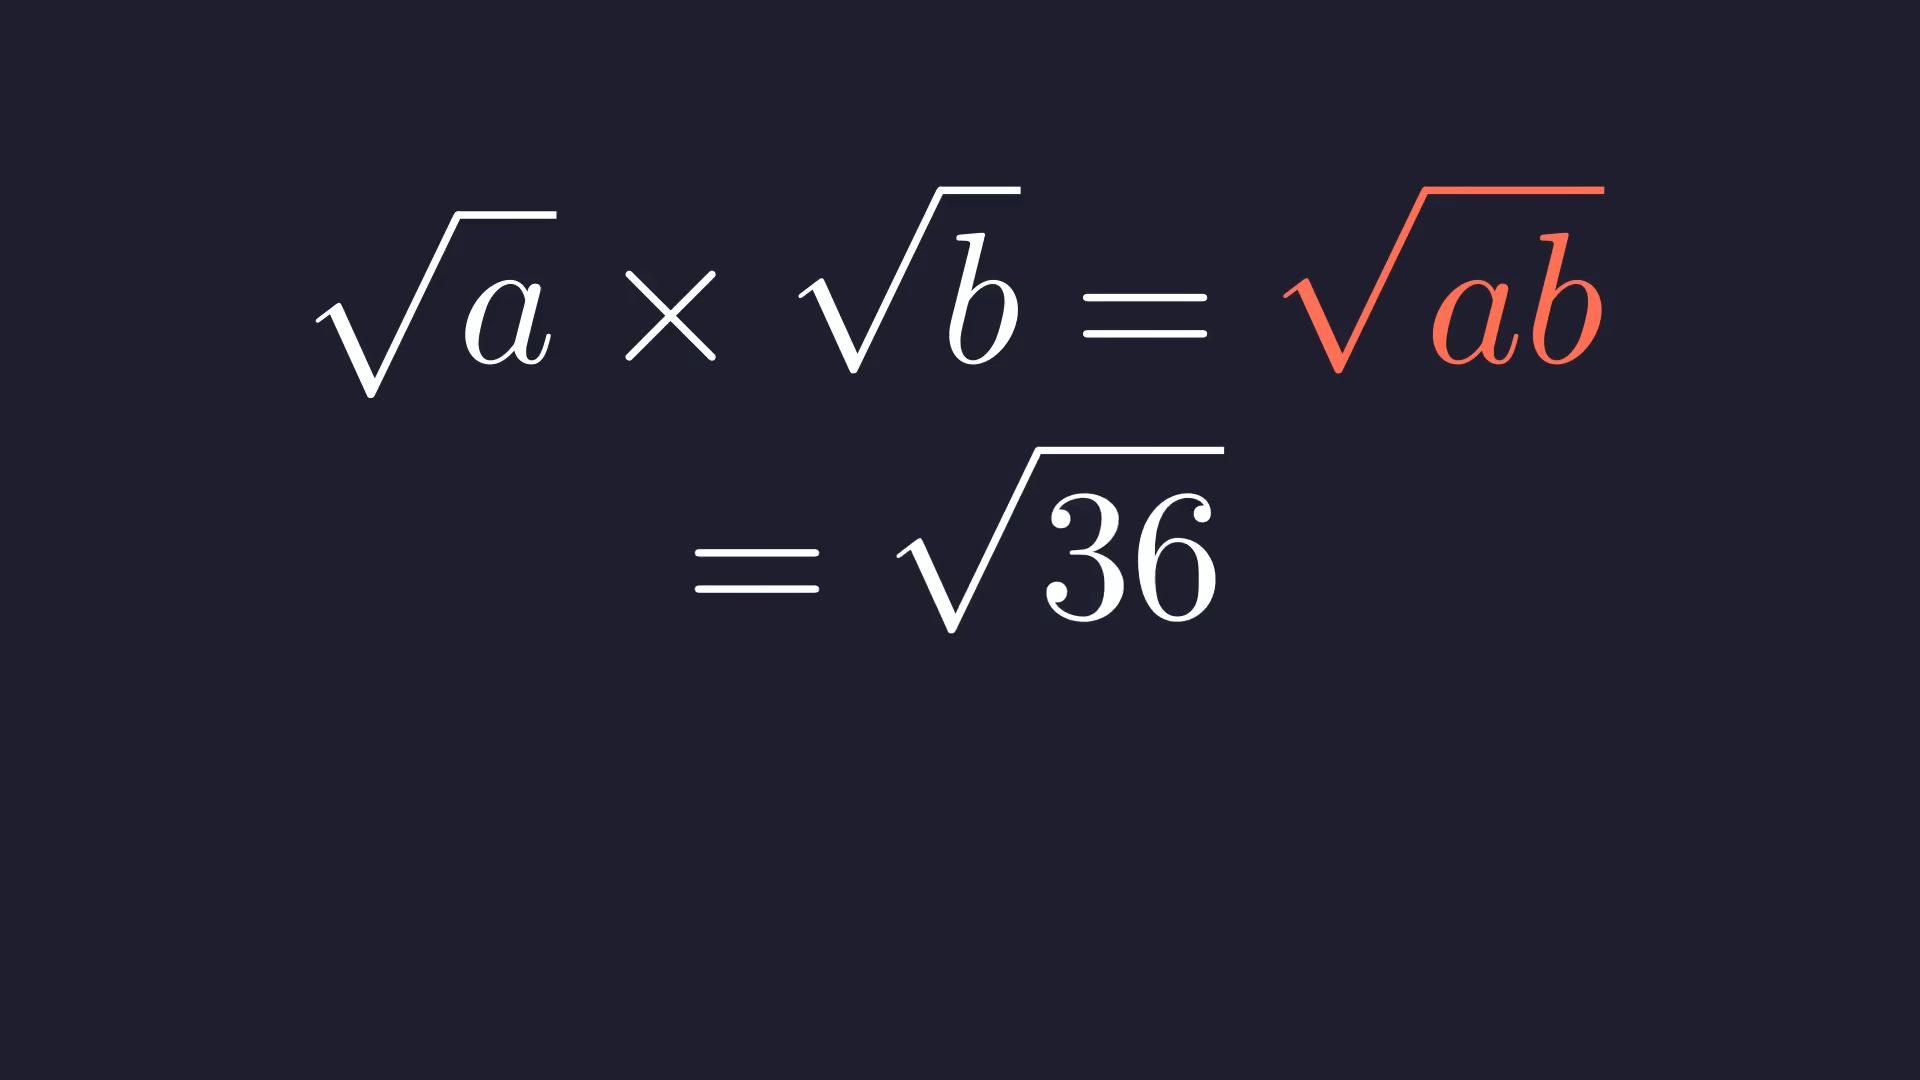 √a × √b = √ab
= √36